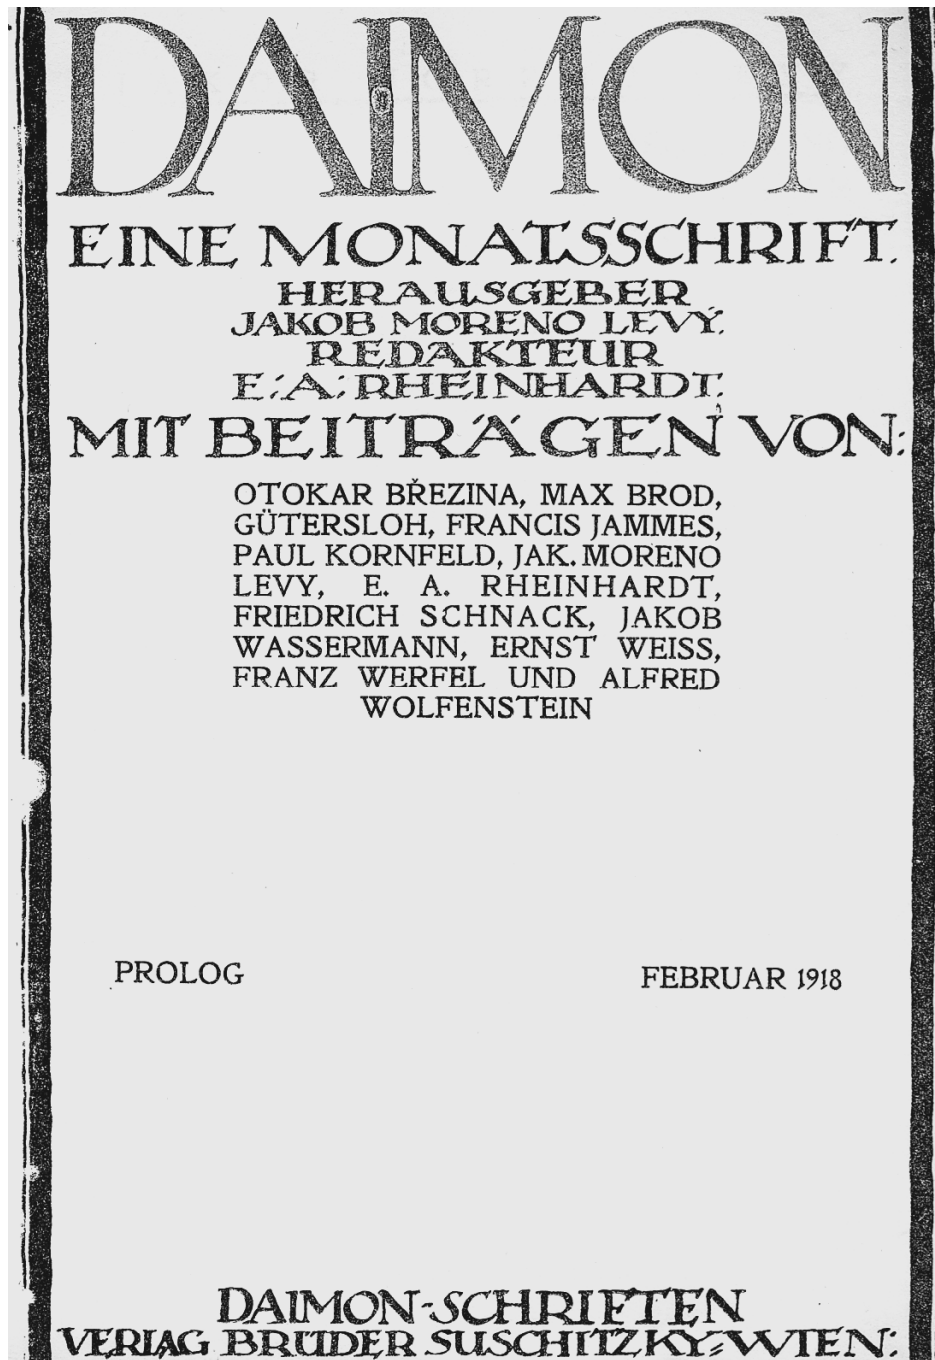 DAIMON
EINE MONATSSCHRIFT.
HERAUSGEBER
JAKOB MORENO LEVY.
REDAKTEUR
E. A. RHEINHARDT.
MIT BEITRÄGEN VON:
OTOKAR BŘEZINA, MAX BROD,
GÜTERSLOH, FRANCIS JAMMES,
PAUL KORNFELD, JAK. MORENO
LEVY, E. A. RHEINHARDT,
FRIEDRICH SCHNACK, JAKOB
WASSERMANN, ERNST WEISS,
FRANZ WERFEL UND ALFRED
WOLFENSTEIN
PROLOG
FEBRUAR 1918
DAIMON-SCHRIFTEN
VERLAG BRÜDER SUSCHITZKY=WIEN: